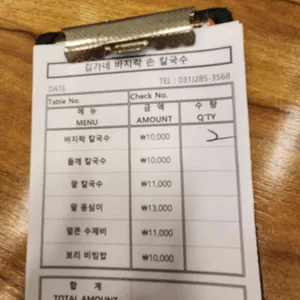 김가네 바지락 손 칼국수
TEL : 031)285-3568
DATE
Table No. Check No.
메 뉴 금 액 수 량
MENU AMOUNT Q'TY
바지락 칼국수 ₩10,000 2
들깨 칼국수 ₩10,000
팥 칼국수 ₩11,000
팥 옹심이 ₩13,000
얼큰 수제비 ₩11,000
보리 비빔밥 ₩10,000
합 계
TOTAL AMOUNT